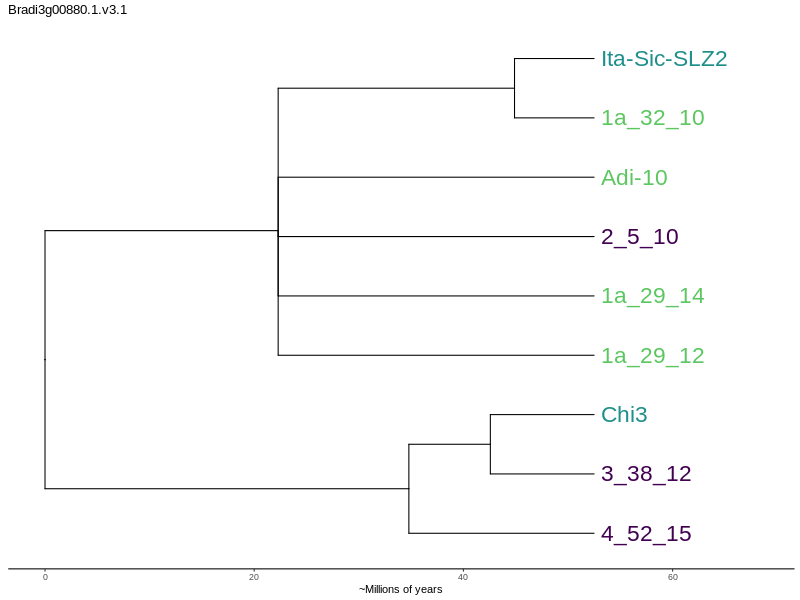 Bradi3g00880.1.v3.1
Ita-Sic-SLZ2
1a_32_10
Adi-10
2_5_10
1a_29_14
1a_29_12
Chi3
3_38_12
4_52_15
0 20 40 60
~Millions of years